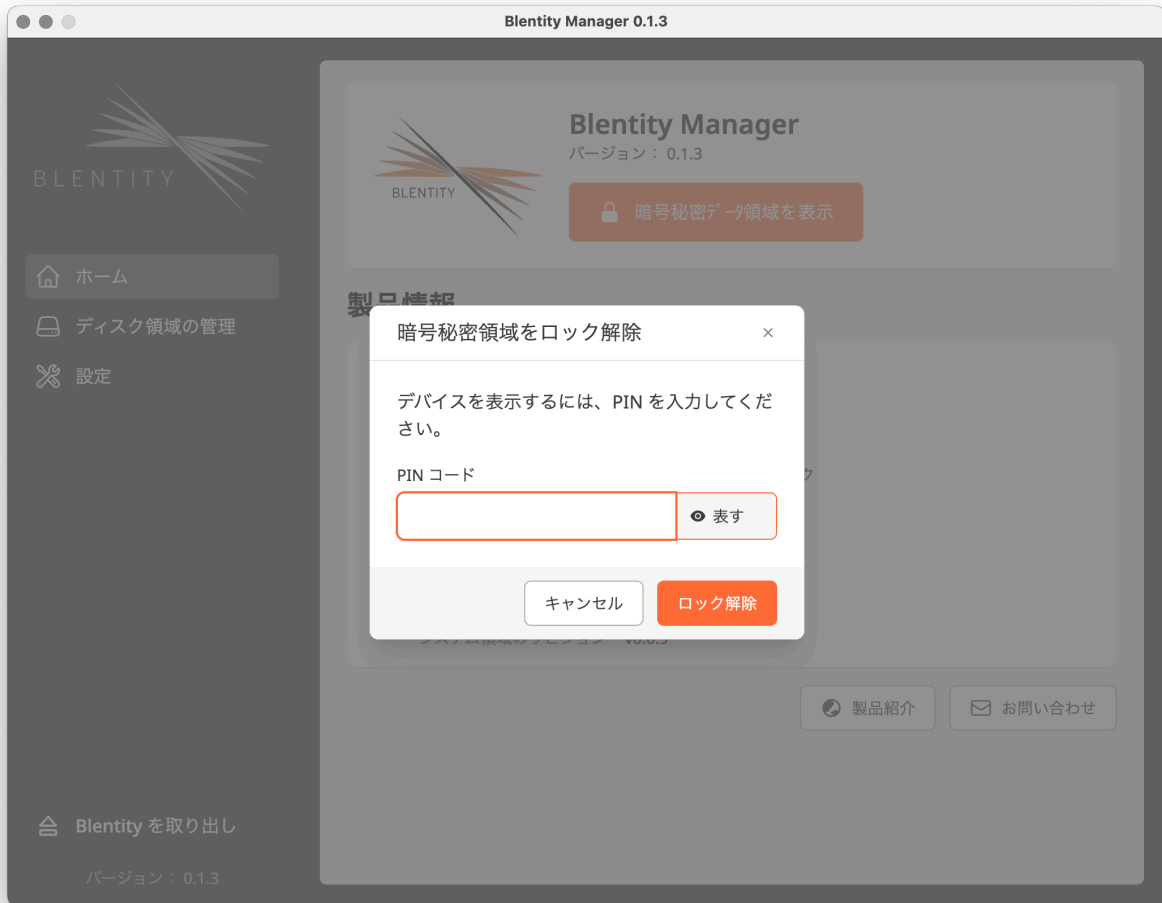 Blentity Manager 0.1.3
BLENTITY
ホーム
ディスク領域の管理
設定
Blentity を取り出し
バージョン： 0.1.3
BLENTITY
Blentity Manager
バージョン： 0.1.3
暗号秘密ﾃﾞｰﾀ領域を表示
製品情報
暗号秘密領域をロック解除
×
デバイスを表示するには、PIN を入力してくだ
さい。
PIN コード
ク
表す
キャンセル
ロック解除
製品紹介
お問い合わせ